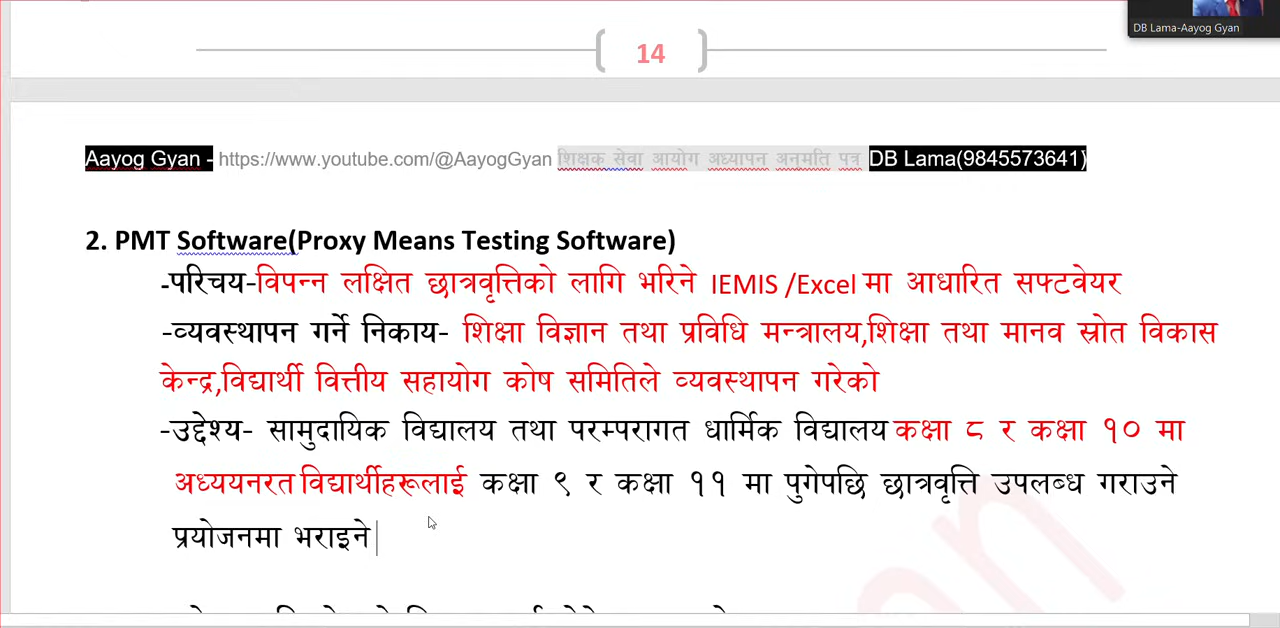 DB Lama-Aayog Gyan
14
Aayog Gyan - https://www.youtube.com/@AayogGyan शिक्षक सेवा आयोग अध्यापन अनमति पत्र DB Lama(9845573641)
2. PMT Software(Proxy Means Testing Software)
-परिचय-विपन्न लक्षित छात्रवृत्तिको लागि भरिने IEMIS /Excel मा आधारित सफ्टवेयर
-व्यवस्थापन गर्ने निकाय- शिक्षा विज्ञान तथा प्रविधि मन्त्रालय,शिक्षा तथा मानव स्रोत विकास
केन्द्र,विद्यार्थी वित्तीय सहायोग कोष समितिले व्यवस्थापन गरेको
-उद्देश्य- सामुदायिक विद्यालय तथा परम्परागत धार्मिक विद्यालय कक्षा ८ र कक्षा १० मा
अध्ययनरत विद्यार्थीहरूलाई कक्षा ९ र कक्षा ११ मा पुगेपछि छात्रवृत्ति उपलब्ध गराउने
प्रयोजनमा भराइने